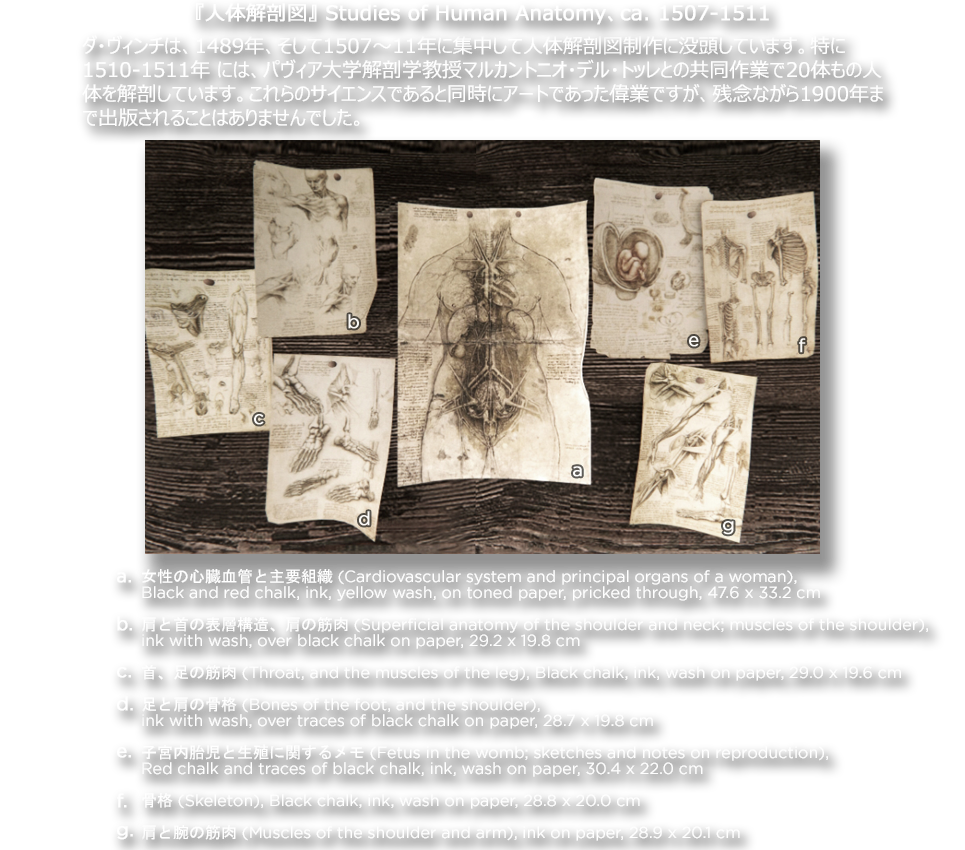 『人体解剖図』 Studies of Human Anatomy、ca. 1507-1511
ダ・ヴィンチは、1489年、そして1507～11年に集中して人体解剖図制作に没頭しています。特に
1510-1511年 には、パヴィア大学解剖学教授マルカントニオ・デル・トッレとの共同作業で20体もの人
体を解剖しています。これらのサイエンスであると同時にアートであった偉業ですが、残念ながら1900年ま
で出版されることはありませんでした。
b
e
f
c
a
d
g
a. 女性の心臓血管と主要組織 (Cardiovascular system and principal organs of a woman),
Black and red chalk, ink, yellow wash, on toned paper, pricked through, 47.6 x 33.2 cm
b. 肩と首の表層構造、肩の筋肉 (Superficial anatomy of the shoulder and neck; muscles of the shoulder),
ink with wash, over black chalk on paper, 29.2 x 19.8 cm
c. 首、足の筋肉 (Throat, and the muscles of the leg), Black chalk, ink, wash on paper, 29.0 x 19.6 cm
d. 足と肩の骨格 (Bones of the foot, and the shoulder),
ink with wash, over traces of black chalk on paper, 28.7 x 19.8 cm
e. 子宮内胎児と生殖に関するメモ (Fetus in the womb; sketches and notes on reproduction),
Red chalk and traces of black chalk, ink, wash on paper, 30.4 x 22.0 cm
f. 骨格 (Skeleton), Black chalk, ink, wash on paper, 28.8 x 20.0 cm
g. 肩と腕の筋肉 (Muscles of the shoulder and arm), ink on paper, 28.9 x 20.1 cm